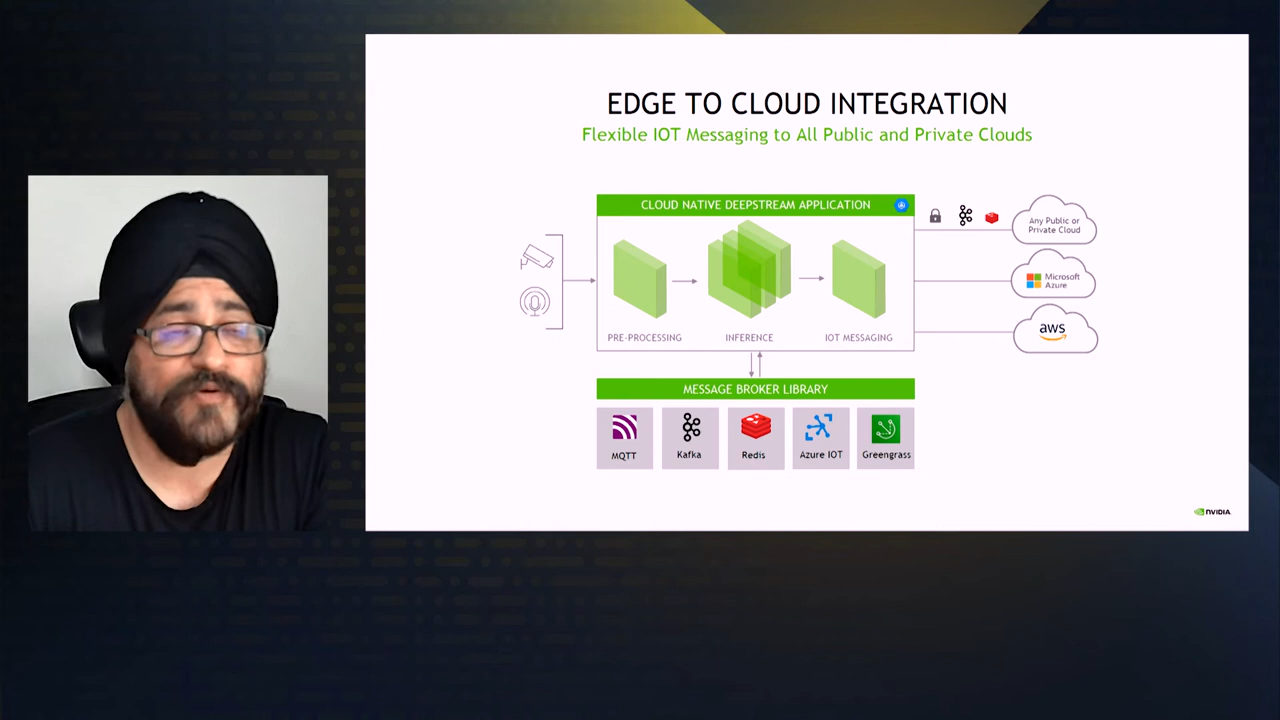 EDGE TO CLOUD INTEGRATION
Flexible IOT Messaging to All Public and Private Clouds
CLOUD NATIVE DEEPSTREAM APPLICATION
PRE-PROCESSING
INFERENCE
IOT MESSAGING
Any Public or
Private Cloud
Microsoft
Azure
aws
MESSAGE BROKER LIBRARY
MQTT
Kafka
Redis
Azure IOT
Greengrass
NVIDIA